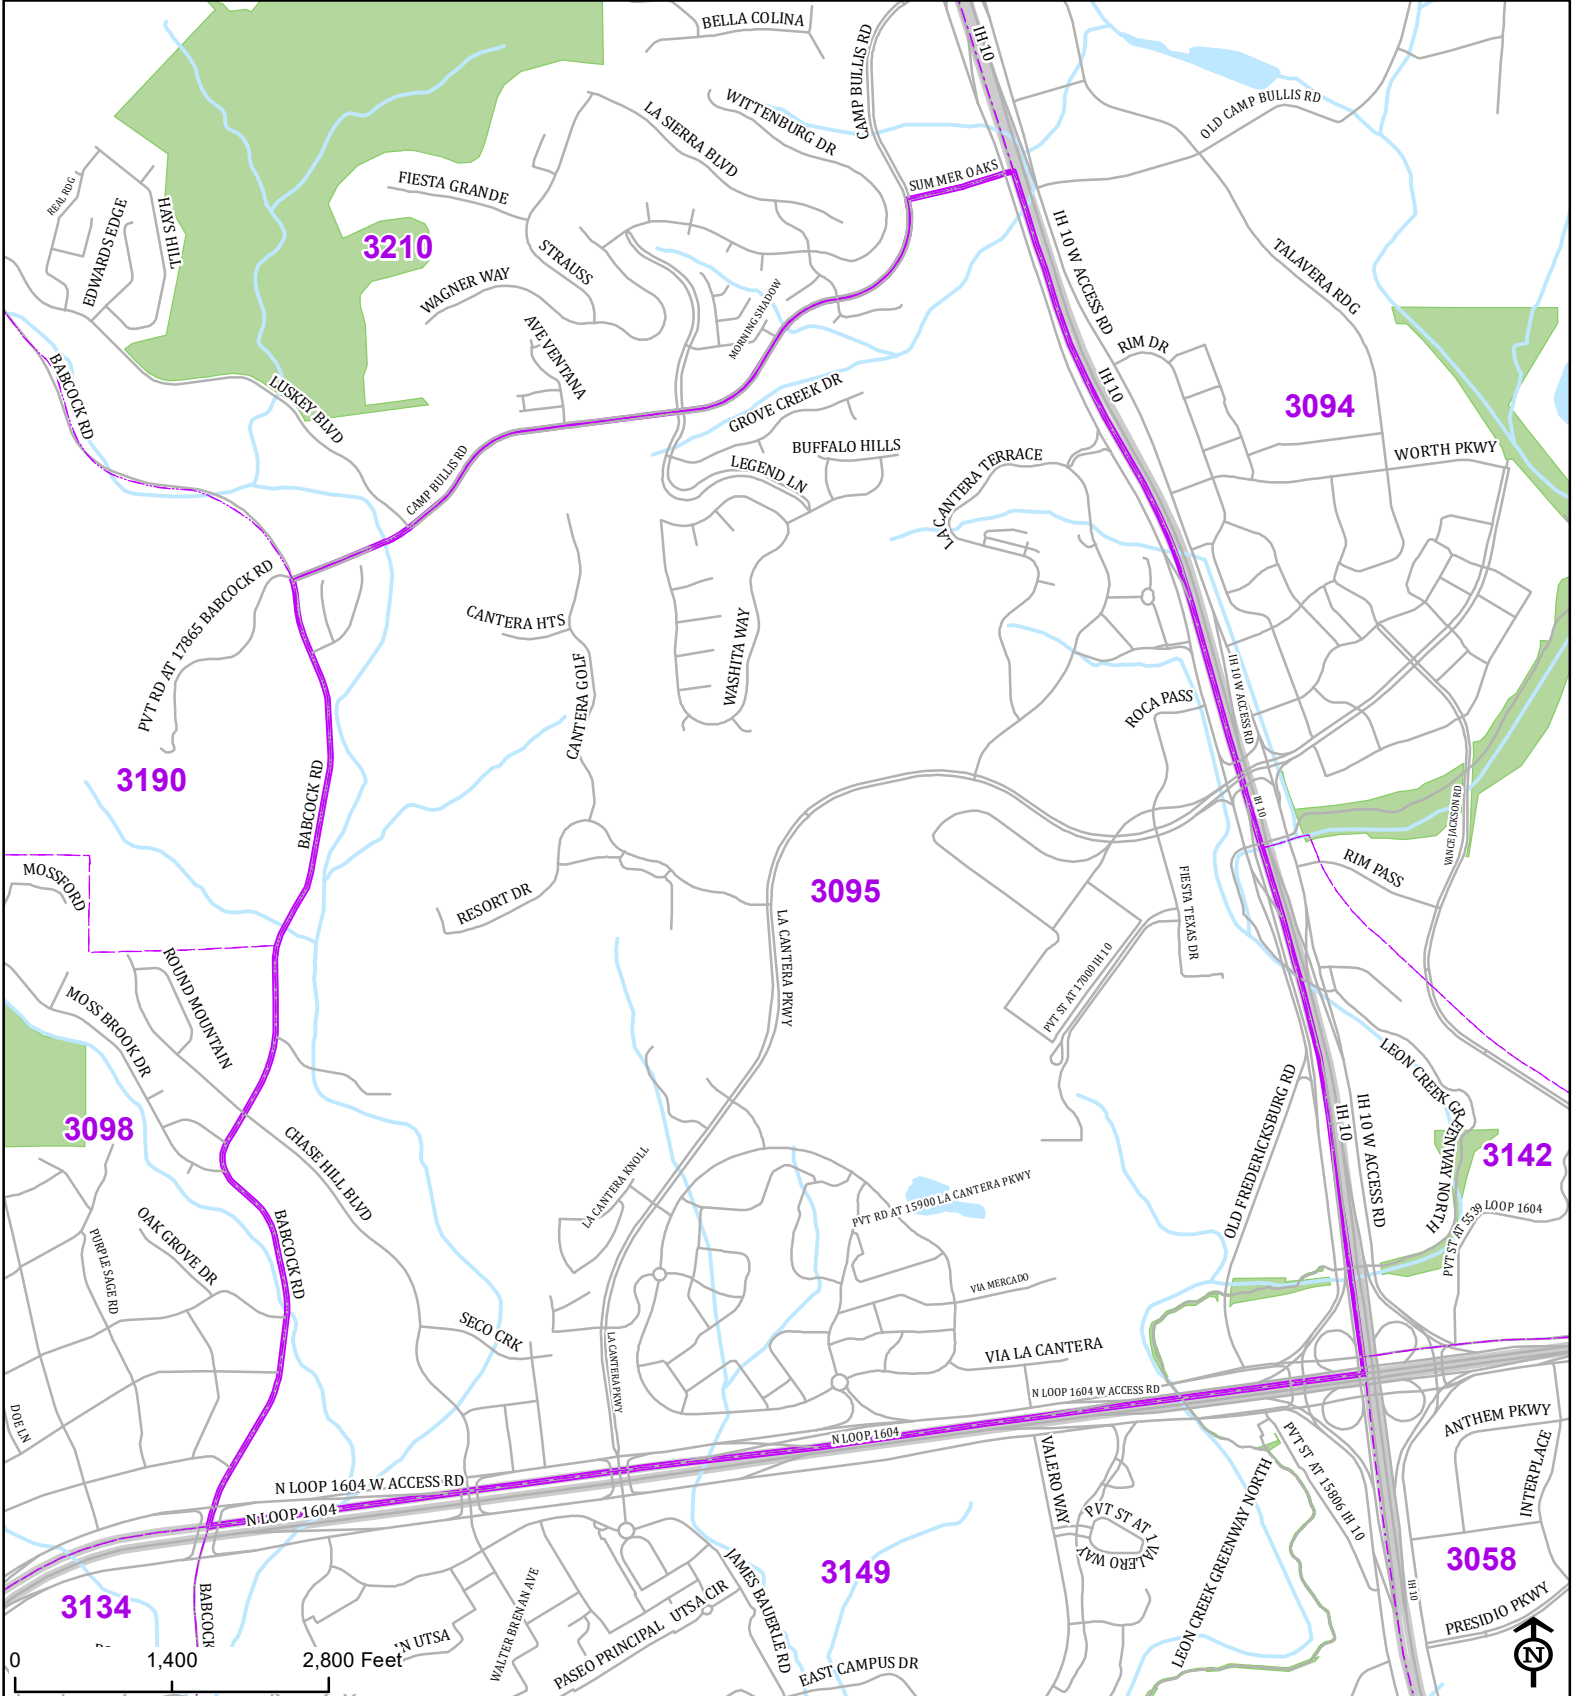 BELLA COLINA
CAMP BULLIS RD
IH 10
WITTENBURG DR
LA SIERRA BLVD
OLD CAMP BULLIS RD
SUMMER OAKS
REAL RDG
EDWARDS EDGE
HAYS HILL
FIESTA GRANDE
3210
STRAUSS
WAGNER WAY
IH 10 W ACCESS RD
TALAVERA RDG
MORNING SHADOW
AVE VENTANA
RIM DR
BABCOCK RD
LUSKEY BLVD
IH 10
3094
GROVE CREEK DR
BUFFALO HILLS
LEGEND LN
WORTH PKWY
CAMP BULLIS RD
LA CANTERA TERRACE
PVT RD AT 17865 BABCOCK RD
CANTERA HTS
WASHITA WAY
CANTERA GOLF
ROCA PASS
IH 10 W ACCESS RD
3190
BABCOCK RD
IH 10
VANCE JACKSON RD
MOSSFORD
RIM PASS
3095
RESORT DR
FIESTA TEXAS DR
LA CANTERA PKWY
ROUND MOUNTAIN
PVT ST AT 17000 IH 10
MOSS BROOK DR
LEON CREEK GREENWAY NORTH
OLD FREDERICKSBURG RD
IH 10
IH 10 W ACCESS RD
3098
CHASE HILL BLVD
3142
LA CANTERA KNOLL
PVT RD AT 15900 LA CANTERA PKWY
OAK GROVE DR
BABCOCK RD
PURPLE SAGE RD
PVT ST AT 5539 LOOP 1604
VIA MERCADO
SECO CRK
LA CANTERA PKWY
VIA LA CANTERA
N LOOP 1604 W ACCESS RD
DOE LN
ANTHEM PKWY
N LOOP 1604
N LOOP 1604 W ACCESS RD
N LOOP 1604
VALERO WAY
PVT ST AT 1 VALERO WAY
PVT ST AT 15806 IH 10
INTERPLACE
LEON CREEK GREENWAY NORTH
3149
3058
JAMES BAUERLE RD
WALTER BRENAN AVE
PASEO PRINCIPAL
UTSA CIR
IH 10
PRESIDIO PKWY
3134
BABCOCK
UTSA
EAST CAMPUS DR
0 1,400 2,800 Feet
N